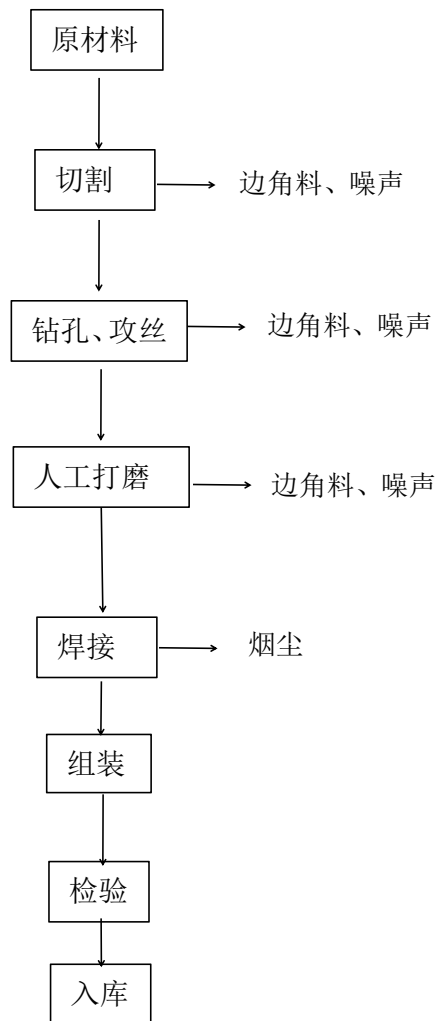 原材料
切割
边角料、噪声
钻孔、攻丝
边角料、噪声
人工打磨
边角料、噪声
焊接
烟尘
组装
检验
入库